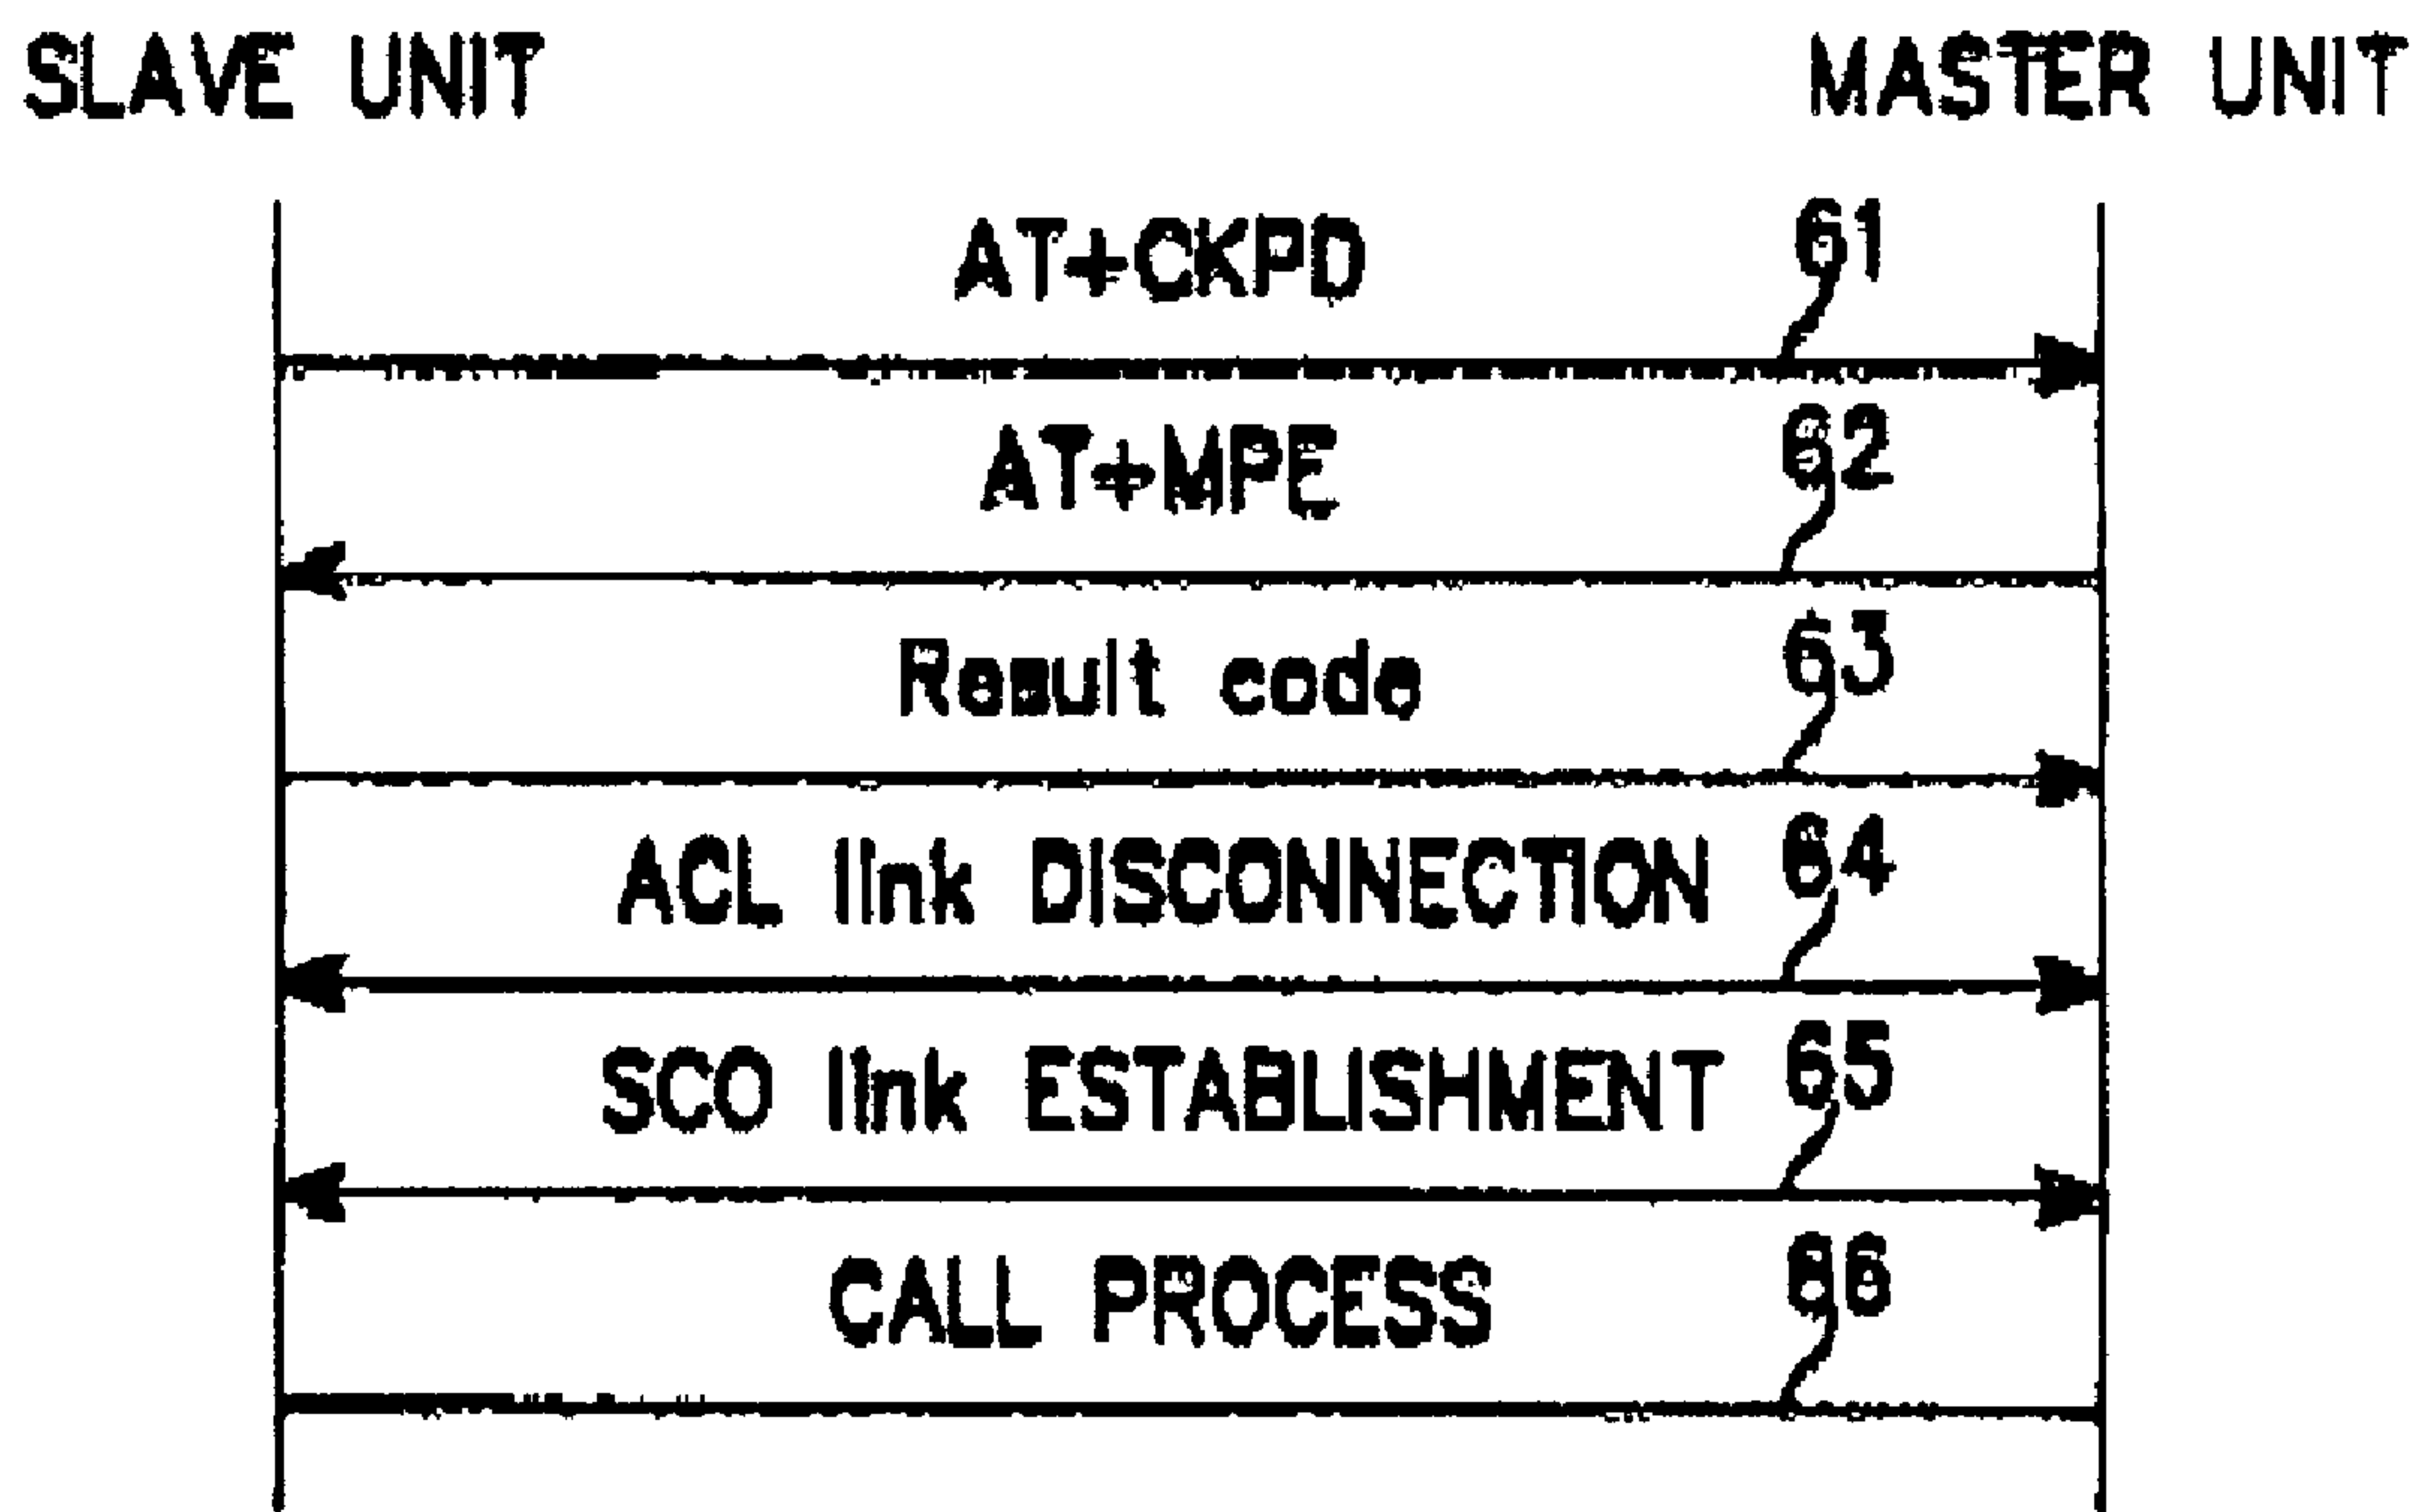 SLAVE UNIT MASTER UNIT
AT+CKPD 61
AT+MPE 62
Result code 63
ACL link DISCONNECTION 64
SCO link ESTABLISHMENT 65
CALL PROCESS 66